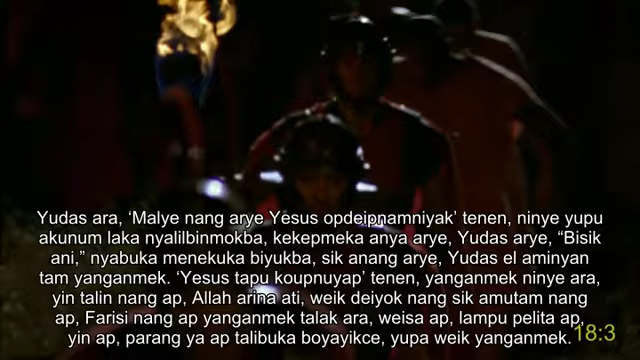 Yudas ara, ‘Malye nang arye Yesus opdeipnamniyak’ tenen, ninye yupu
akunum laka nyalilbinmokba, kekepmeka anya arye, Yudas arye, “Bisik
ani,” nyabuka menekuka biyukba, sik anang arye, Yudas el aminyan
tam yanganmek. ‘Yesus tapu koupnuyap’ tenen, yanganmek ninye ara,
yin talin nang ap, Allah arina ati, weik deiyok nang sik amutam nang
ap, Farisi nang ap yanganmek talak ara, weisa ap, lampu pelita ap,
yin ap, parang ya ap talibuka boyayikce, yupa weik yanganmek.
18:3